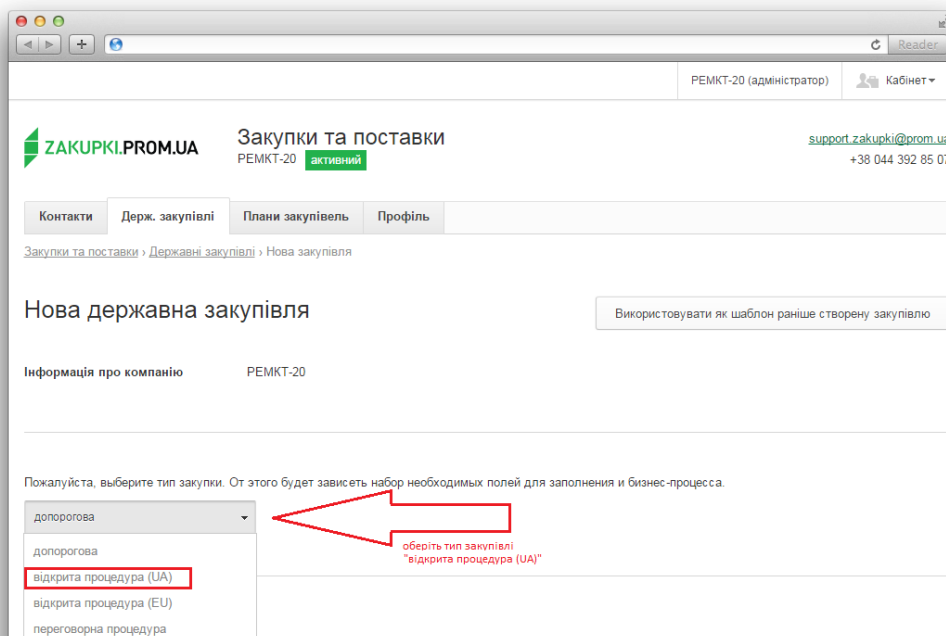 Reader
РЕМКТ-20 (адміністратор)
Кабінет
ZAKUPKI.PROM.UA
Закупки та поставки
РЕМКТ-20 активний
support.zakupki@prom.ua
+38 044 392 85 07
Контакти Держ. закупівлі Плани закупівель Профіль
Закупки та поставки › Державні закупівлі › Нова закупівля
Нова державна закупівля
Використовувати як шаблон раніше створену закупівлю
Інформація про компанію РЕМКТ-20
Пожалуйста, выберите тип закупки. От этого будет зависеть набор необходимых полей для заполнения и бизнес-процесса.
допорогова
оберіть тип закупівлі
"відкрита процедура (UA)"
допорогова
відкрита процедура (UA)
відкрита процедура (EU)
переговорна процедура